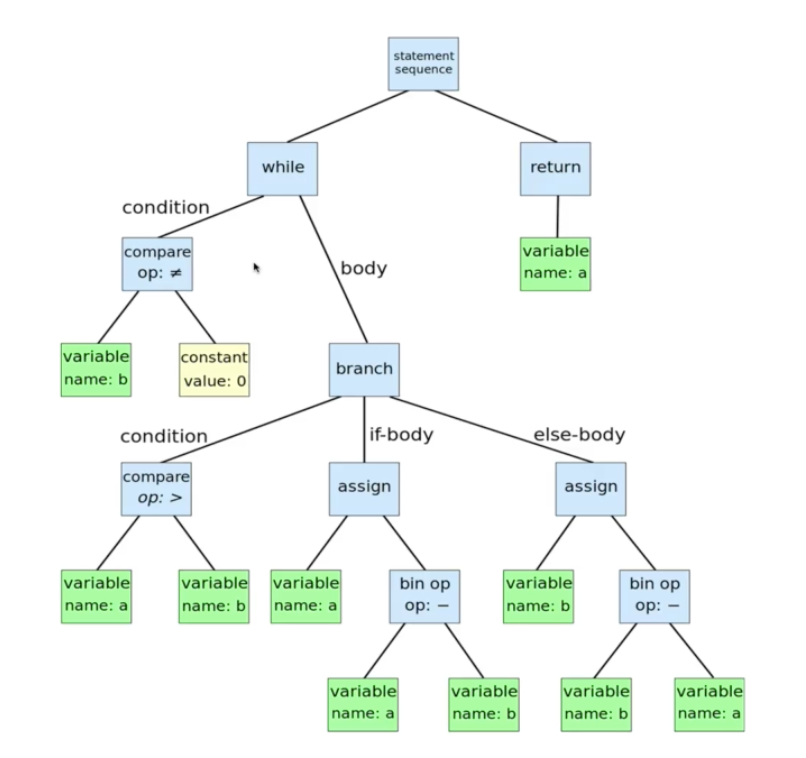 statement
sequence
while
return
condition
compare
op: ≠
body
variable
name: a
variable
name: b
constant
value: 0
branch
condition
if-body
else-body
compare
op: >
assign
assign
variable
name: a
variable
name: b
variable
name: a
bin op
op: −
variable
name: b
bin op
op: −
variable
name: a
variable
name: b
variable
name: b
variable
name: a